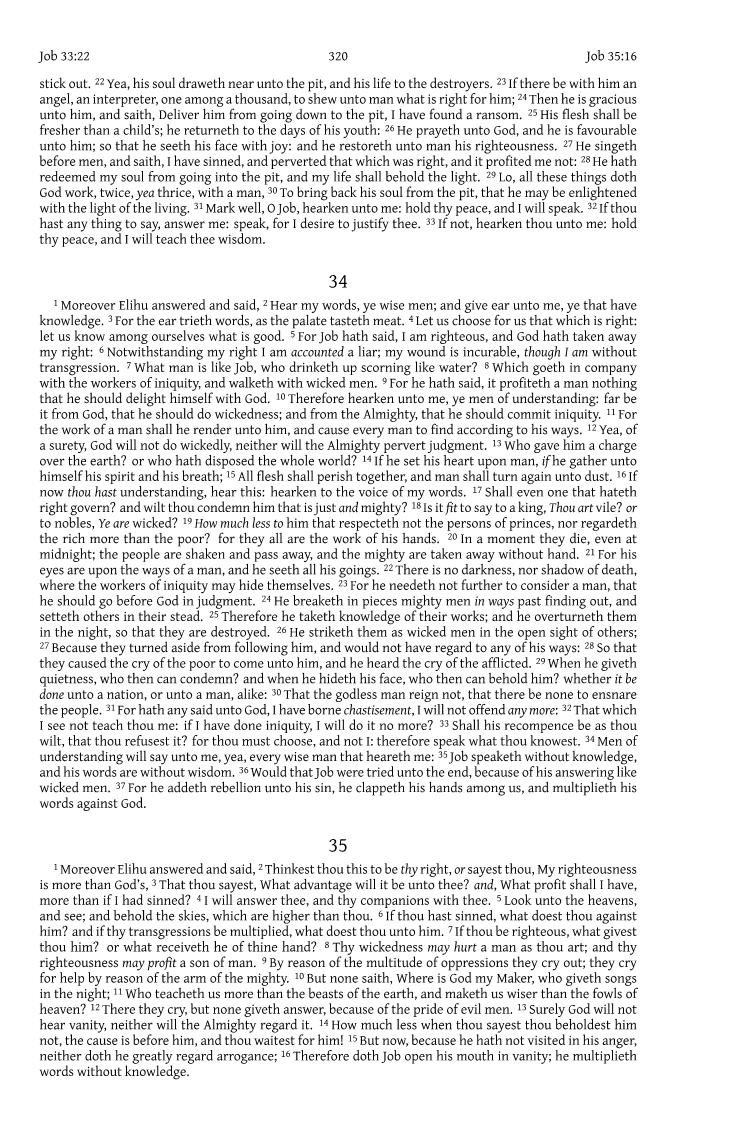 Job 33:22 320 Job 35:16
stick out. 22 Yea, his soul draweth near unto the pit, and his life to the destroyers. 23 If there be with him an
angel, an interpreter, one among a thousand, to shew unto man what is right for him; 24 Then he is gracious
unto him, and saith, Deliver him from going down to the pit, I have found a ransom. 25 His flesh shall be
fresher than a child's; he returneth to the days of his youth: 26 He prayeth unto God, and he is favourable
unto him; so that he seeth his face with joy: and he restoreth unto man his righteousness. 27 He singeth
before men, and saith, I have sinned, and perverted that which was right, and it profited me not: 28 He hath
redeemed my soul from going into the pit, and my life shall behold the light. 29 Lo, all these things doth
God work, twice, yea thrice, with a man, 30 To bring back his soul from the pit, that he may be enlightened
with the light of the living. 31 Mark well, O Job, hearken unto me: hold thy peace, and I will speak. 32 If thou
hast any thing to say, answer me: speak, for I desire to justify thee. 33 If not, hearken thou unto me: hold
thy peace, and I will teach thee wisdom.
34
1 Moreover Elihu answered and said, 2 Hear my words, ye wise men; and give ear unto me, ye that have
knowledge. 3 For the ear trieth words, as the palate tasteth meat. 4 Let us choose for us that which is right:
let us know among ourselves what is good. 5 For Job hath said, I am righteous, and God hath taken away
my right: 6 Notwithstanding my right I am accounted a liar; my wound is incurable, though I am without
transgression. 7 What man is like Job, who drinketh up scorning like water? 8 Which goeth in company
with the workers of iniquity, and walketh with wicked men. 9 For he hath said, it profiteth a man nothing
that he should delight himself with God. 10 Therefore hearken unto me, ye men of understanding: far be
it from God, that he should do wickedness; and from the Almighty, that he should commit iniquity. 11 For
the work of a man shall he render unto him, and cause every man to find according to his ways. 12 Yea, of
a surety, God will not do wickedly, neither will the Almighty pervert judgment. 13 Who gave him a charge
over the earth? or who hath disposed the whole world? 14 If he set his heart upon man, if he gather unto
himself his spirit and his breath; 15 All flesh shall perish together, and man shall turn again unto dust. 16 If
now thou hast understanding, hear this: hearken to the voice of my words. 17 Shall even one that hateth
right govern? and wilt thou condemn him that is just and mighty? 18 Is it fit to say to a king, Thou art vile? or
to nobles, Ye are wicked? 19 How much less to him that respecteth not the persons of princes, nor regardeth
the rich more than the poor? for they all are the work of his hands. 20 In a moment they die, even at
midnight; the people are shaken and pass away, and the mighty are taken away without hand. 21 For his
eyes are upon the ways of a man, and he seeth all his goings. 22 There is no darkness, nor shadow of death,
where the workers of iniquity may hide themselves. 23 For he needeth not further to consider a man, that
he should go before God in judgment. 24 He breaketh in pieces mighty men in ways past finding out, and
setteth others in their stead. 25 Therefore he taketh knowledge of their works; and he overturneth them
in the night, so that they are destroyed. 26 He striketh them as wicked men in the open sight of others;
27 Because they turned aside from following him, and would not have regard to any of his ways: 28 So that
they caused the cry of the poor to come unto him, and he heard the cry of the afflicted. 29 When he giveth
quietness, who then can condemn? and when he hideth his face, who then can behold him? whether it be
done unto a nation, or unto a man, alike: 30 That the godless man reign not, that there be none to ensnare
the people. 31 For hath any said unto God, I have borne chastisement, I will not offend any more: 32 That which
I see not teach thou me: if I have done iniquity, I will do it no more? 33 Shall his recompence be as thou
wilt, that thou refusest it? for thou must choose, and not I: therefore speak what thou knowest. 34 Men of
understanding will say unto me, yea, every wise man that heareth me: 35 Job speaketh without knowledge,
and his words are without wisdom. 36 Would that Job were tried unto the end, because of his answering like
wicked men. 37 For he addeth rebellion unto his sin, he clappeth his hands among us, and multiplieth his
words against God.
35
1 Moreover Elihu answered and said, 2 Thinkest thou this to be thy right, or sayest thou, My righteousness
is more than God's, 3 That thou sayest, What advantage will it be unto thee? and, What profit shall I have,
more than if I had sinned? 4 I will answer thee, and thy companions with thee. 5 Look unto the heavens,
and see; and behold the skies, which are higher than thou. 6 If thou hast sinned, what doest thou against
him? and if thy transgressions be multiplied, what doest thou unto him. 7 If thou be righteous, what givest
thou him? or what receiveth he of thine hand? 8 Thy wickedness may hurt a man as thou art; and thy
righteousness may profit a son of man. 9 By reason of the multitude of oppressions they cry out; they cry
for help by reason of the arm of the mighty. 10 But none saith, Where is God my Maker, who giveth songs
in the night; 11 Who teacheth us more than the beasts of the earth, and maketh us wiser than the fowls of
heaven? 12 There they cry, but none giveth answer, because of the pride of evil men. 13 Surely God will not
hear vanity, neither will the Almighty regard it. 14 How much less when thou sayest thou beholdest him
not, the cause is before him, and thou waitest for him! 15 But now, because he hath not visited in his anger,
neither doth he greatly regard arrogance; 16 Therefore doth Job open his mouth in vanity; he multiplieth
words without knowledge.